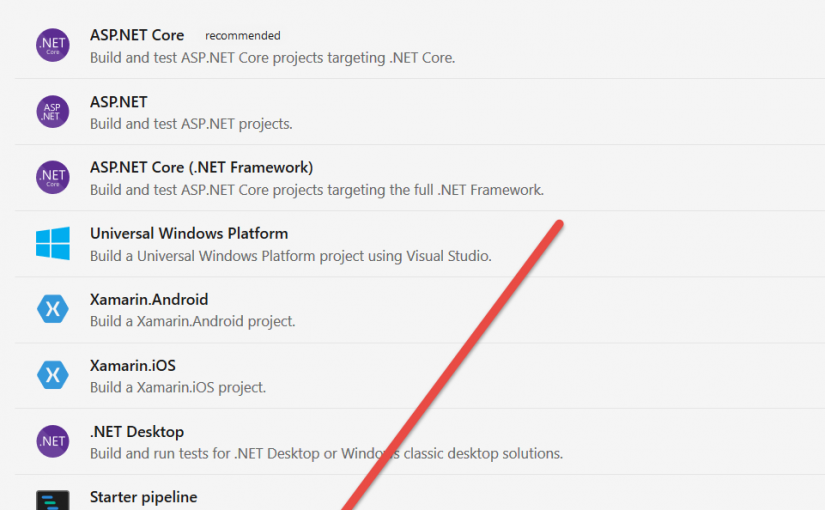 .NET
Core
ASP.NET Core recommended
Build and test ASP.NET Core projects targeting .NET Core.
ASP
.NET
ASP.NET
Build and test ASP.NET projects.
.NET
Core
ASP.NET Core (.NET Framework)
Build and test ASP.NET Core projects targeting the full .NET Framework.
Universal Windows Platform
Build a Universal Windows Platform project using Visual Studio.
Xamarin.Android
Build a Xamarin.Android project.
Xamarin.iOS
Build a Xamarin.iOS project.
.NET
.NET Desktop
Build and run tests for .NET Desktop or Windows classic desktop solutions.
Starter pipeline